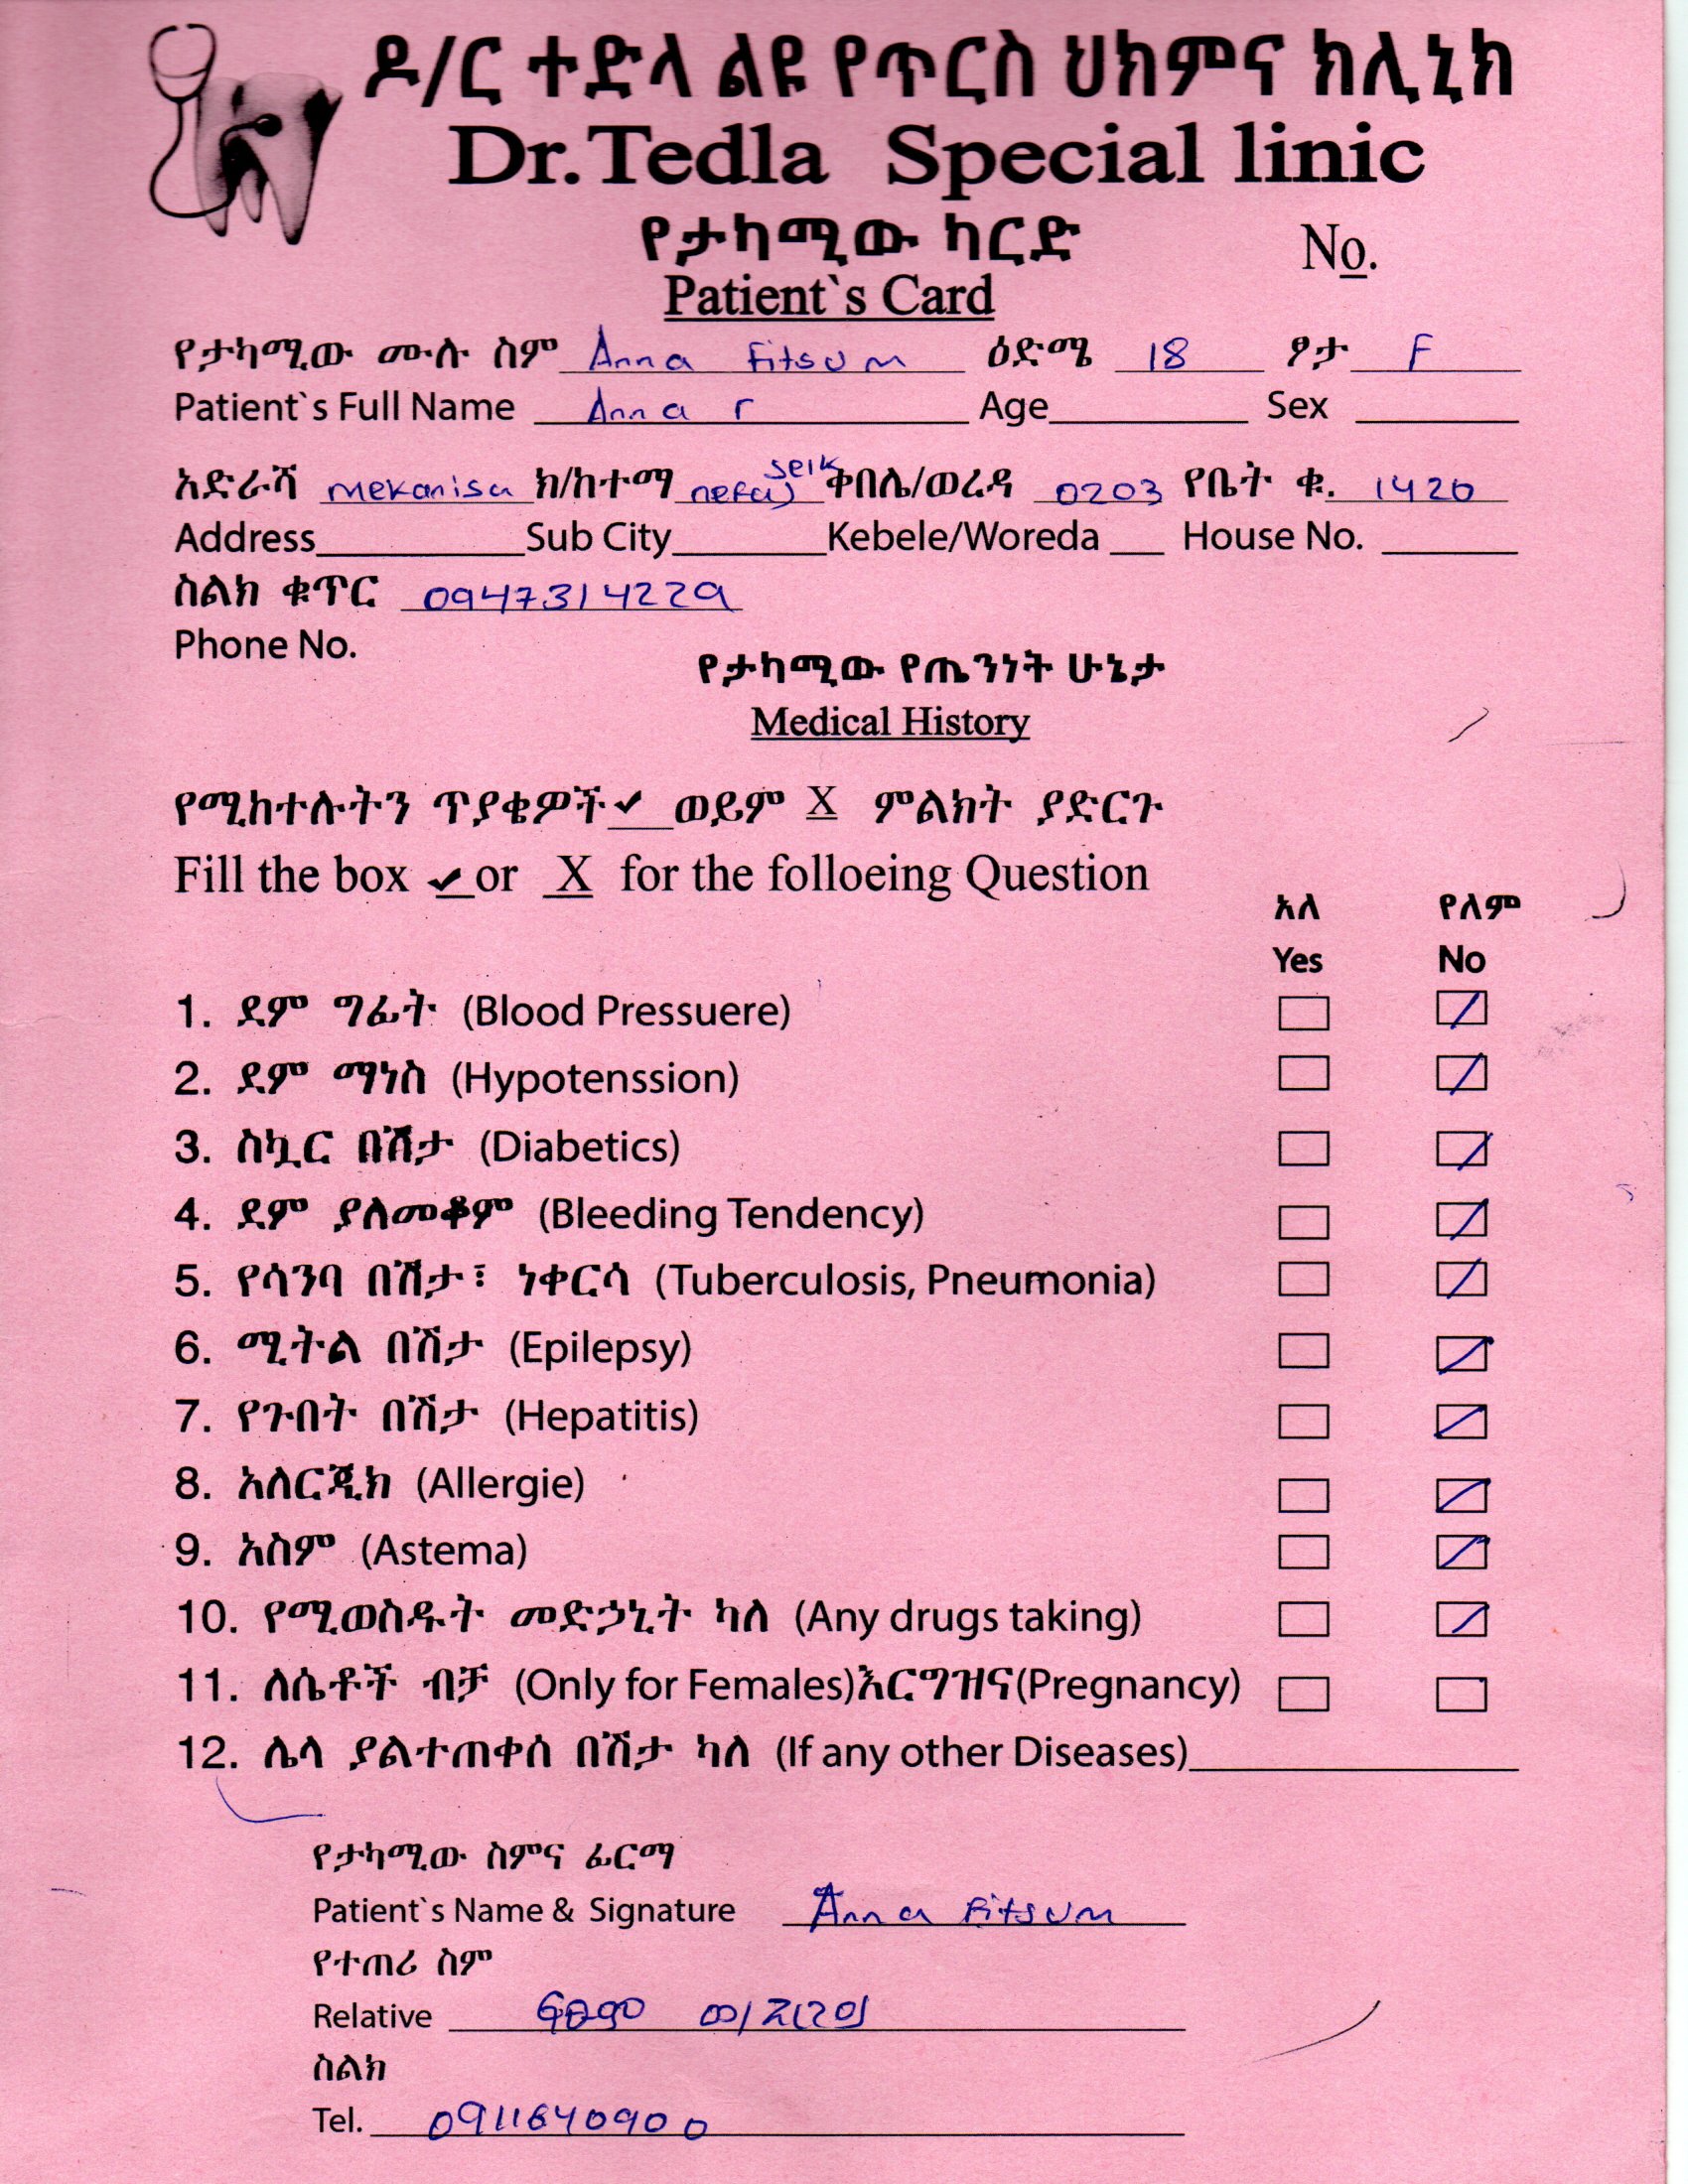 ዶ/ር ተድላ ልዩ የጥርስ ህክምና ክሊኒክ
Dr. Tedla Special linic
የታካሚው ካርድ
No.
Patient`s Card
የታካሚው ሙሉ ስም Anna Fitsum ዕድሜ 18 ፆታ F
Patient`s Full Name Anna r Age Sex
አድራሻ mekanisa ክ/ከተማ nefas selk ቀበሌ/ወረዳ 0203 የቤት ቁ. 1420
Address Sub City Kebele/Woreda House No.
ስልክ ቁጥር 0947314229
Phone No.
የታካሚው የጤንነት ሁኔታ
Medical History
የሚከተሉትን ጥያቄዎች ✓ ወይም X ምልክት ያድርጉ
Fill the box ✓ or X for the folloeing Question
አለ የለም
Yes No
1. ደም ግፊት (Blood Pressuere)
2. ደም ማነስ (Hypotenssion)
3. ስኳር በሽታ (Diabetics)
4. ደም ያለመቆም (Bleeding Tendency)
5. የሳንባ በሽታ፣ ነቀርሳ (Tuberculosis, Pneumonia)
6. ሚትል በሽታ (Epilepsy)
7. የጉበት በሽታ (Hepatitis)
8. አለርጂክ (Allergie)
9. አስም (Astema)
10. የሚወስዱት መድኃኒት ካለ (Any drugs taking)
11. ለሴቶች ብቻ (Only for Females)እርግዝና(Pregnancy)
12. ሌላ ያልተጠቀሰ በሽታ ካለ (If any other Diseases)
የታካሚው ስምና ፊርማ
Patient`s Name & Signature Anna Fitsum
የተጠሪ ስም
Relative ፍፁም
ስልክ
Tel. 0911640900